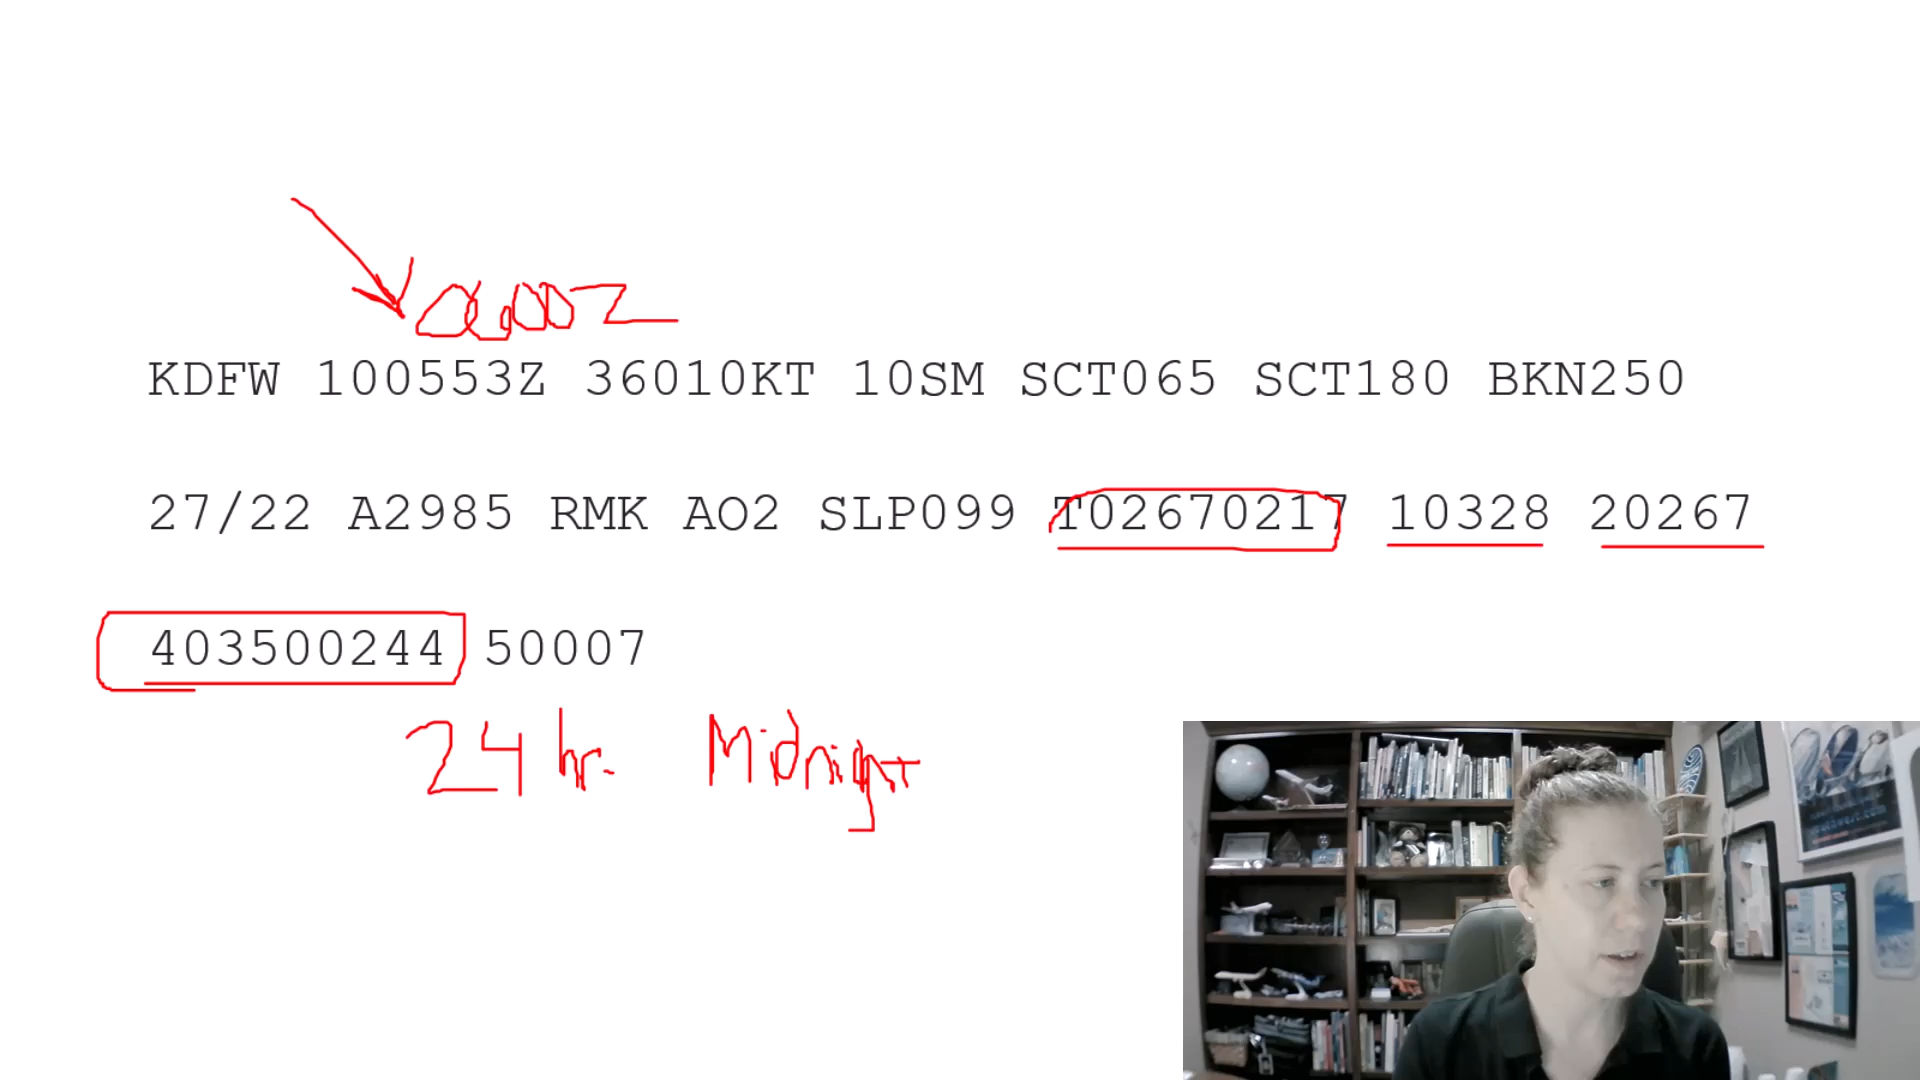 0600Z
KDFW 100553Z 36010KT 10SM SCT065 SCT180 BKN250
27/22 A2985 RMK AO2 SLP099 T02670217 10328 20267
403500244 50007
24 hr. Midnight